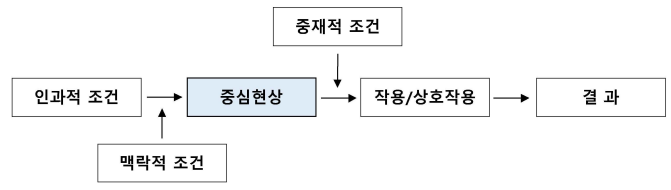 중재적 조건
인과적 조건
중심현상
작용/상호작용
결 과
맥락적 조건